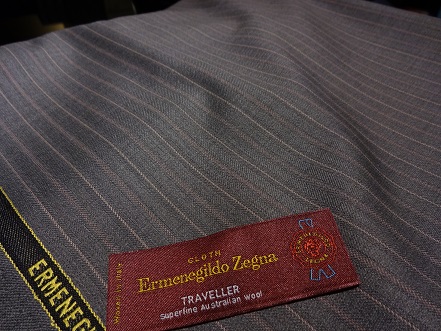 CLOTH
Ermenegildo Zegna
TRAVELLER
Superfine Australian wool
ERMENEG